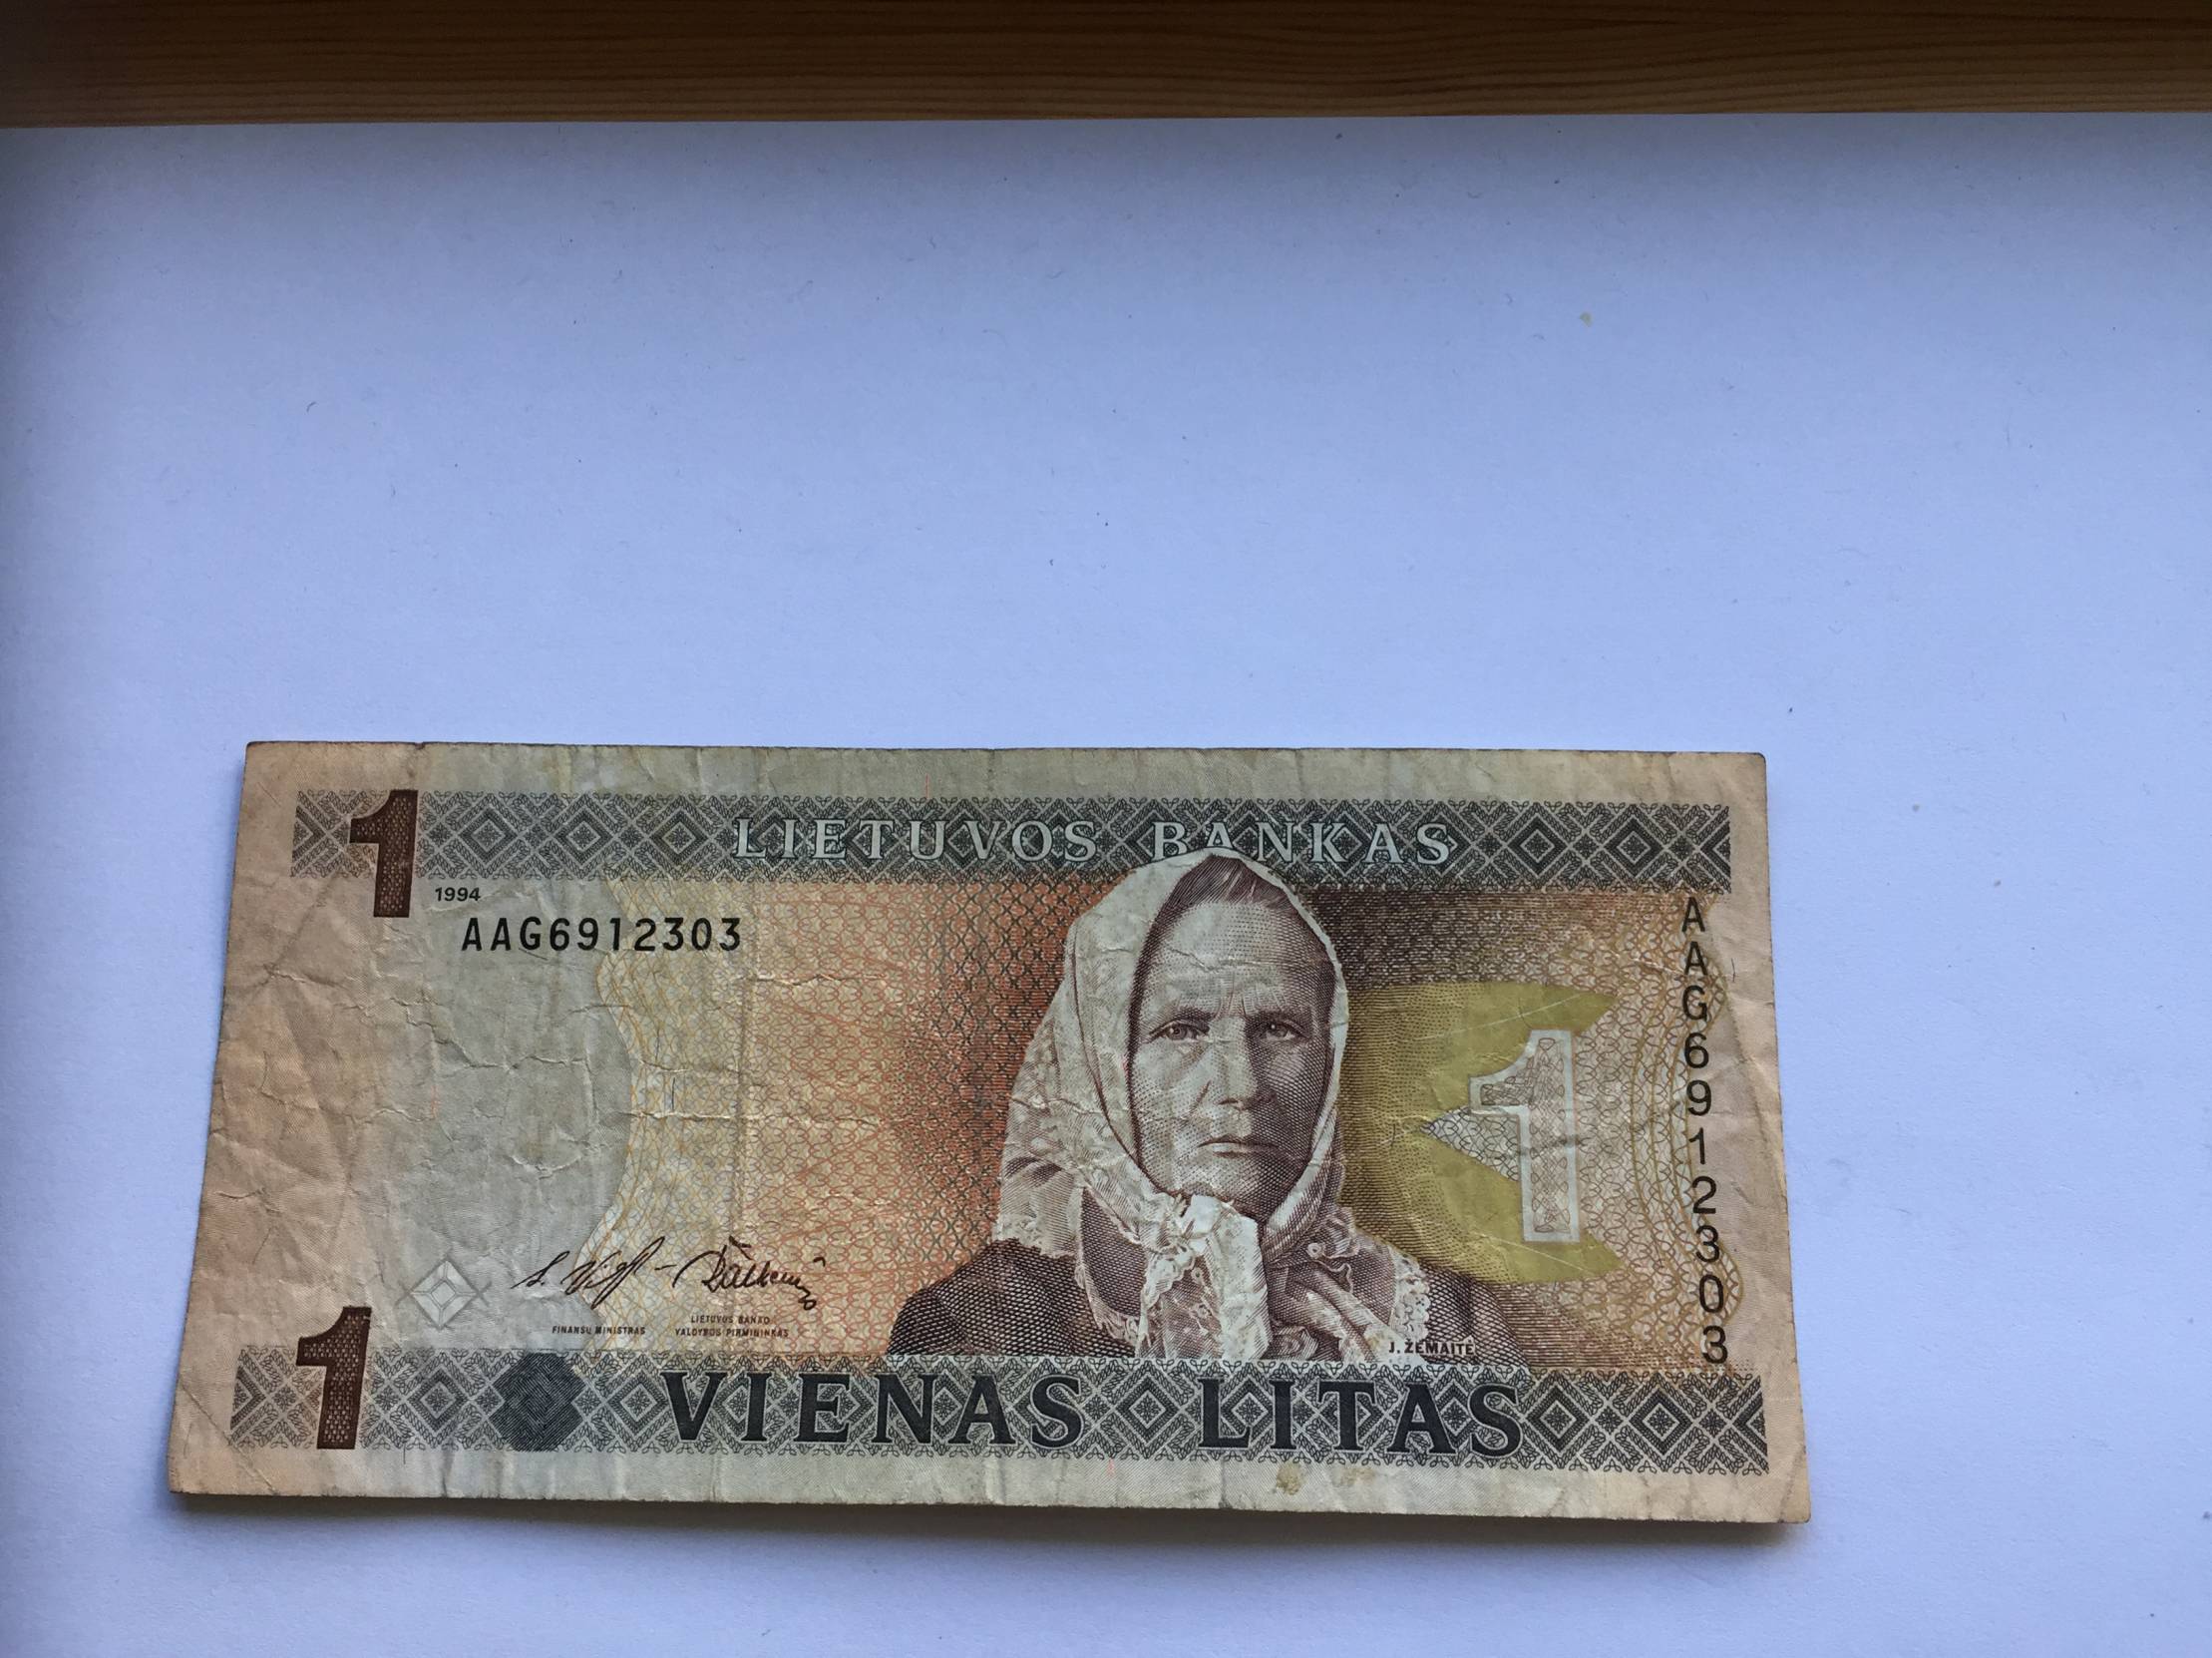 1
LIETUVOS BANKAS
1994
AAG6912303
AAG6912303
1
FINANSŲ MINISTRAS
LIETUVOS BANKO
VALDYBOS PIRMININKAS
J. ŽEMAITĖ
1
VIENAS LITAS